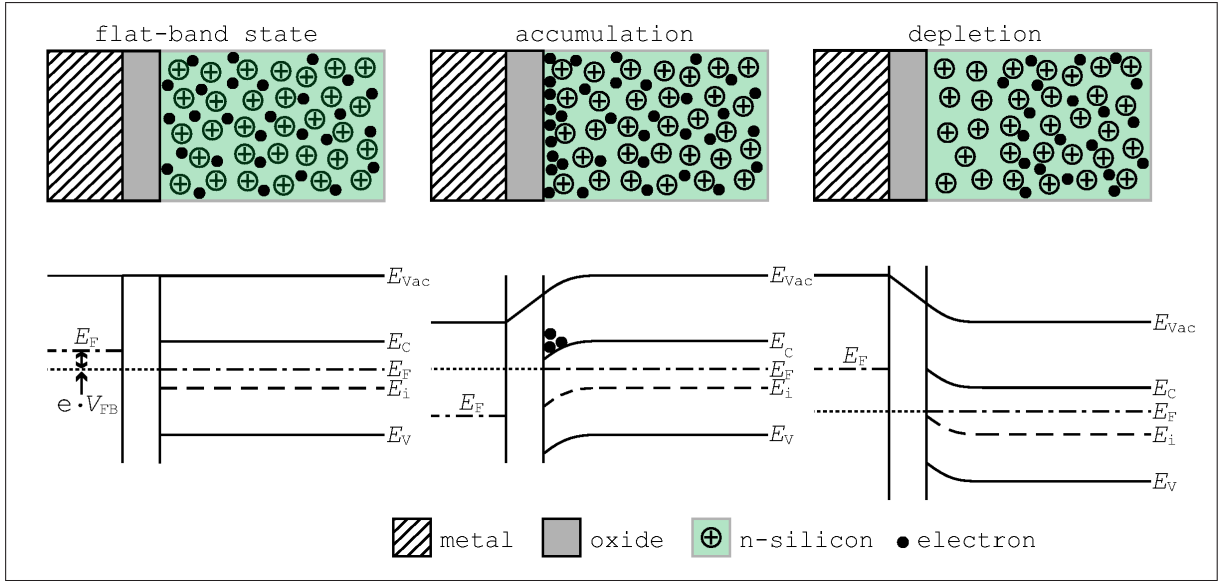 flat-band state
accumulation
depletion
E_Vac
E_F
E_C
E_F
E_i
e·V_FB
E_V
E_Vac
E_C
E_F
E_i
E_F
E_V
E_Vac
E_F
E_C
E_F
E_i
E_V
metal
oxide
n-silicon
electron